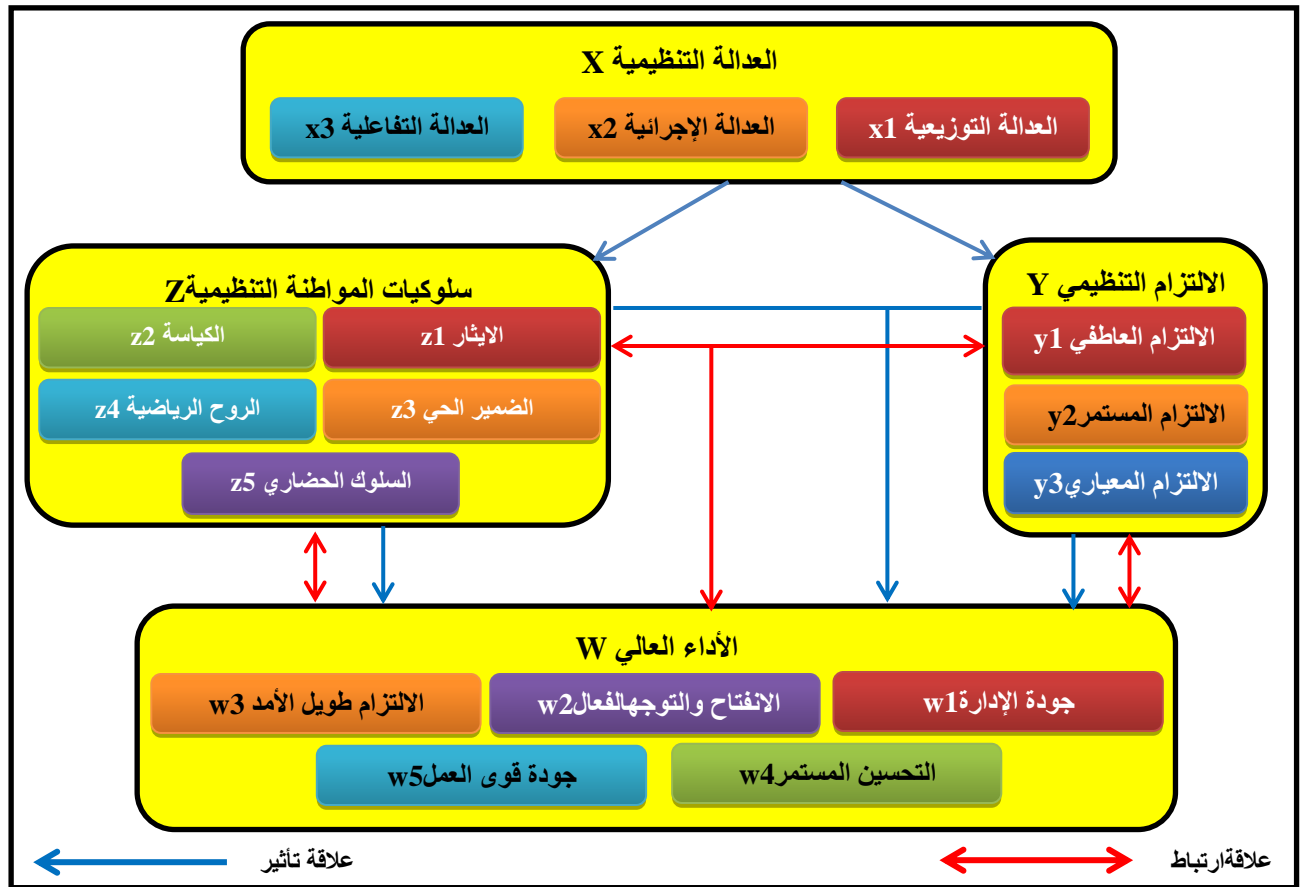 العدالة التنظيمية X
العدالة التوزيعية x1
العدالة الإجرائية x2
العدالة التفاعلية x3
الالتزام التنظيمي Y
الالتزام العاطفي y1
الالتزام المستمرy2
الالتزام المعياريy3
سلوكيات المواطنة التنظيميةZ
الايثار z1
الكياسة z2
الضمير الحي z3
الروح الرياضية z4
السلوك الحضاري z5
الأداء العالي W
جودة الإدارةw1
الانفتاح والتوجهالفعالw2
الالتزام طويل الأمد w3
التحسين المستمرw4
جودة قوى العملw5
علاقةارتباط
علاقة تأثير